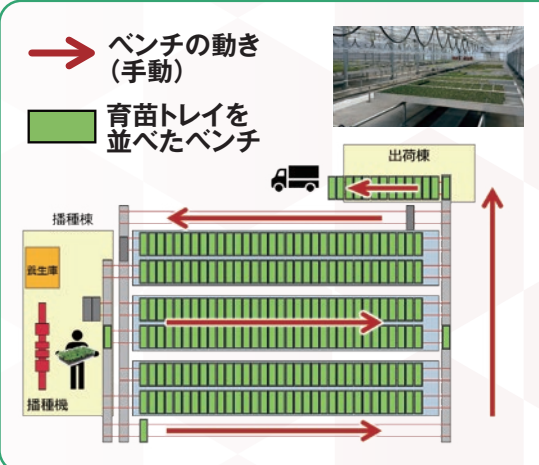 ベンチの動き
(手動)
育苗トレイを
並べたベンチ
出荷棟
播種棟
養生庫
播種機